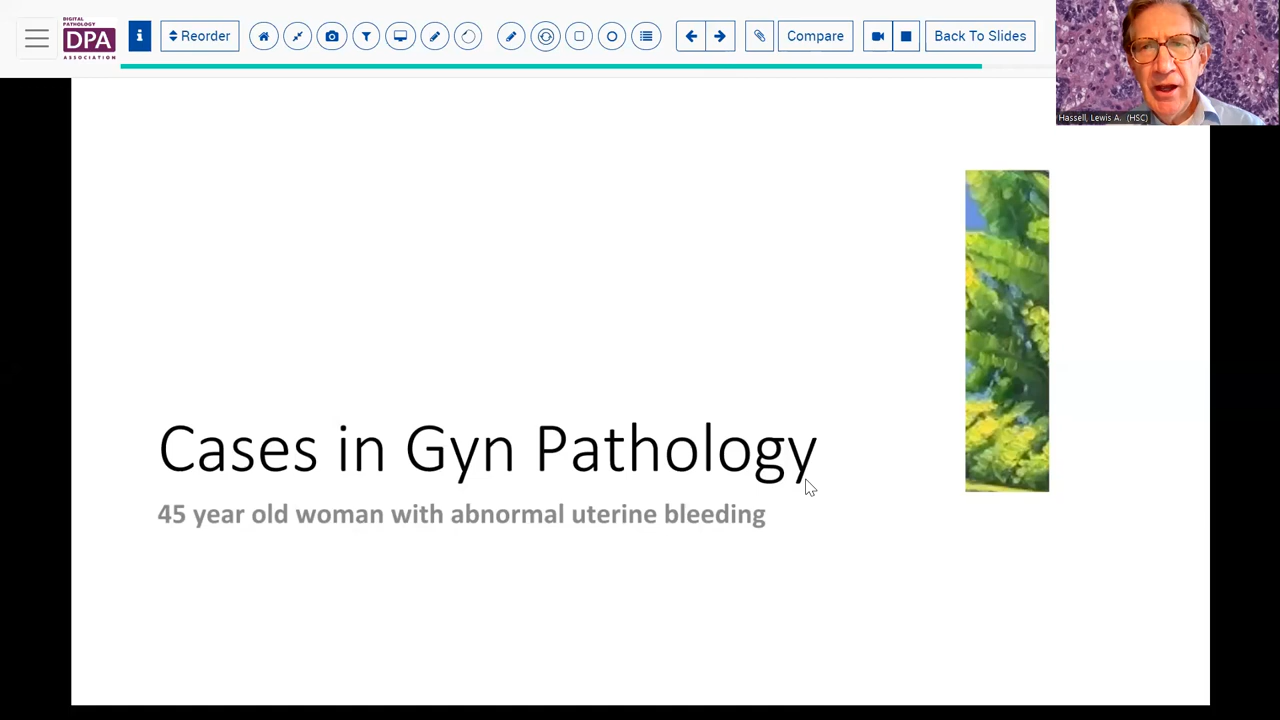 DIGITAL
PATHOLOGY
DPA
ASSOCIATION
i
Reorder
Compare
Back To Slides
Hassell, Lewis A. (HSC)
Cases in Gyn Pathology
45 year old woman with abnormal uterine bleeding